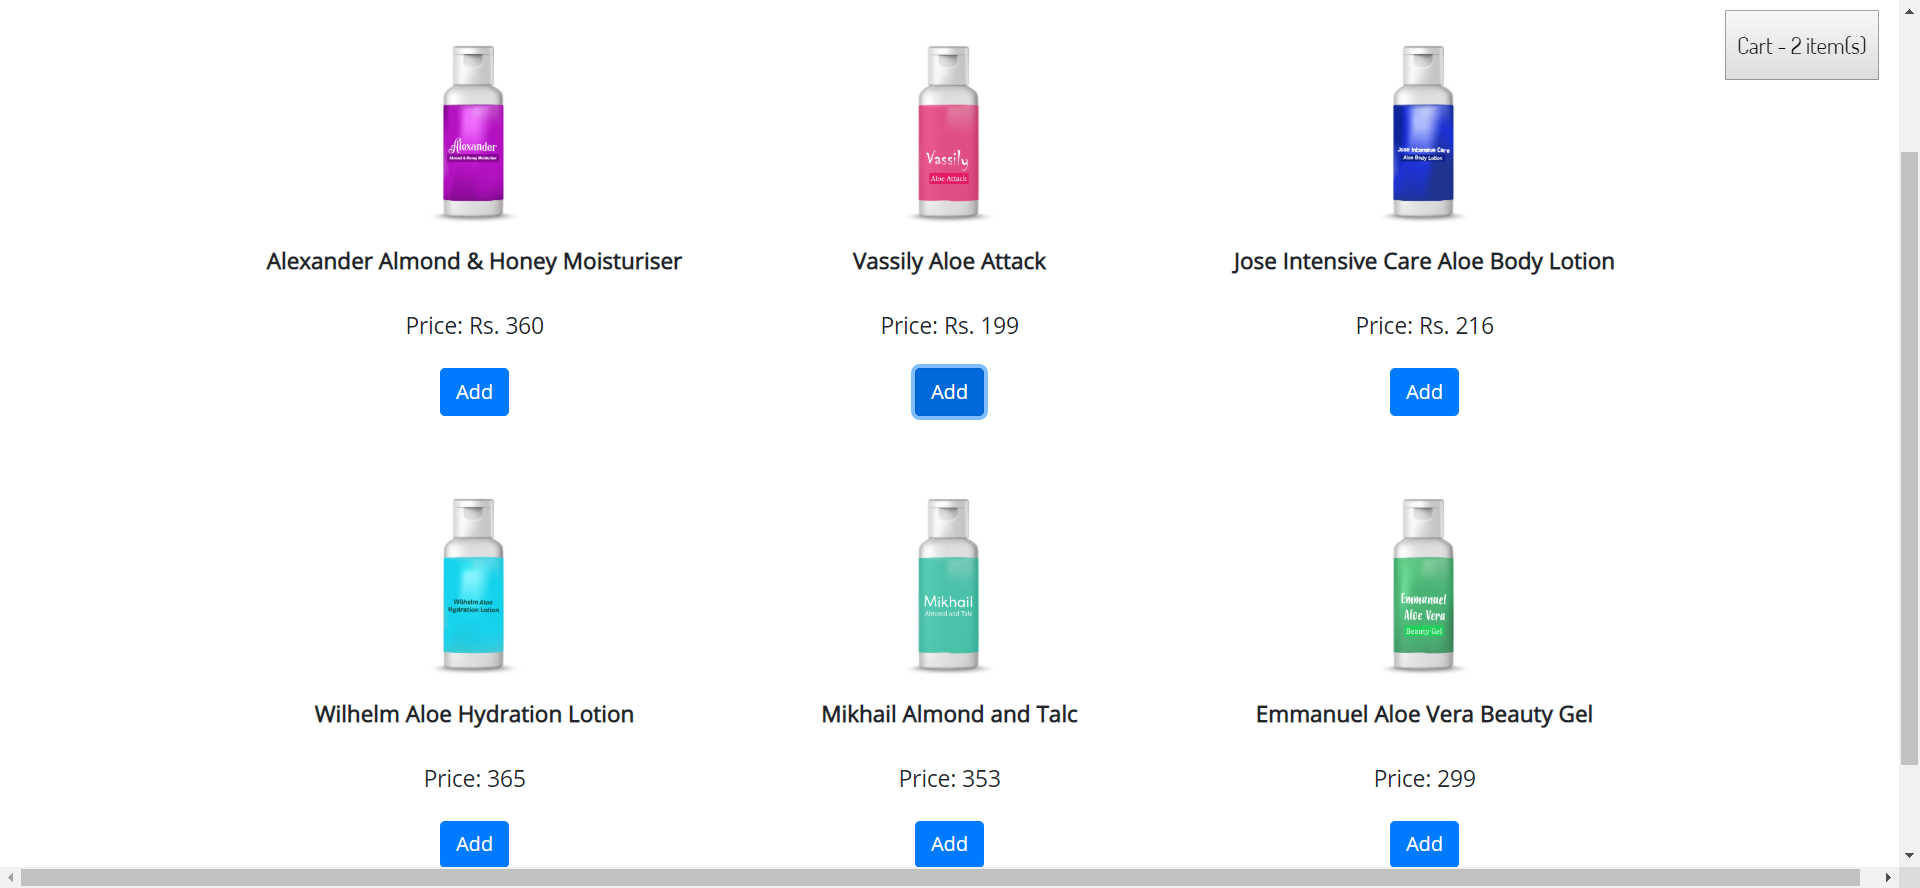 Cart - 2 item(s)
Alexander
Almond & Honey Moisturiser
Vassily
Aloe Attack
Jose Intensive Care
Aloe Body Lotion
Alexander Almond & Honey Moisturiser
Vassily Aloe Attack
Jose Intensive Care Aloe Body Lotion
Price: Rs. 360
Price: Rs. 199
Price: Rs. 216
Add
Add
Add
Wilhelm Aloe
Hydration Lotion
Mikhail
Almond and Talc
Emmanuel
Aloe Vera
Beauty Gel
Wilhelm Aloe Hydration Lotion
Mikhail Almond and Talc
Emmanuel Aloe Vera Beauty Gel
Price: 365
Price: 353
Price: 299
Add
Add
Add